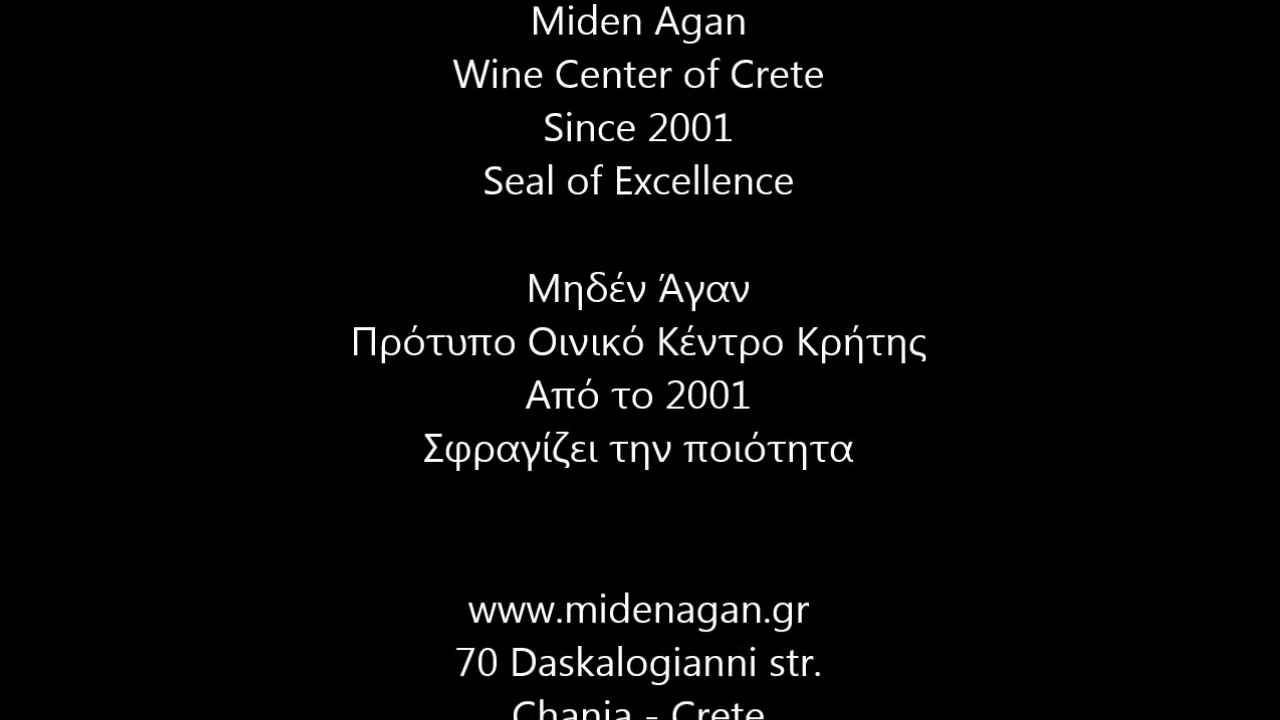 Miden Agan
Wine Center of Crete
Since 2001
Seal of Excellence
Μηδέν Άγαν
Πρότυπο Οινικό Κέντρο Κρήτης
Από το 2001
Σφραγίζει την ποιότητα
www.midenagan.gr
70 Daskalogianni str.
Chania - Crete